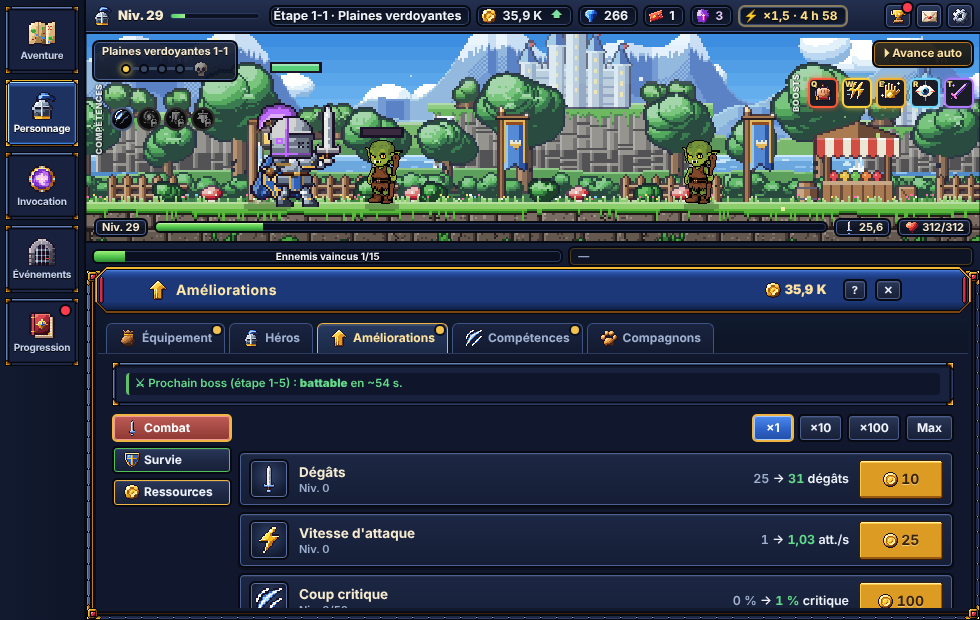 Niv. 29
Étape 1-1 · Plaines verdoyantes
35,9 K
266
1
3
×1,5 · 4 h 58
Aventure
Personnage
Invocation
Événements
Progression
Plaines verdoyantes 1-1
Avance auto
COMPÉTENCES
BOOSTS
Niv. 29
25,6
312/312
Ennemis vaincus 1/15
—
Améliorations
35,9 K
?
×
Équipement
Héros
Améliorations
Compétences
Compagnons
Prochain boss (étape 1-5) : battable en ~54 s.
Combat
Survie
Ressources
×1
×10
×100
Max
Dégâts
Niv. 0
25 → 31 dégâts
10
Vitesse d'attaque
Niv. 0
1 → 1,03 att./s
25
Coup critique
0 % → 1 % critique
100